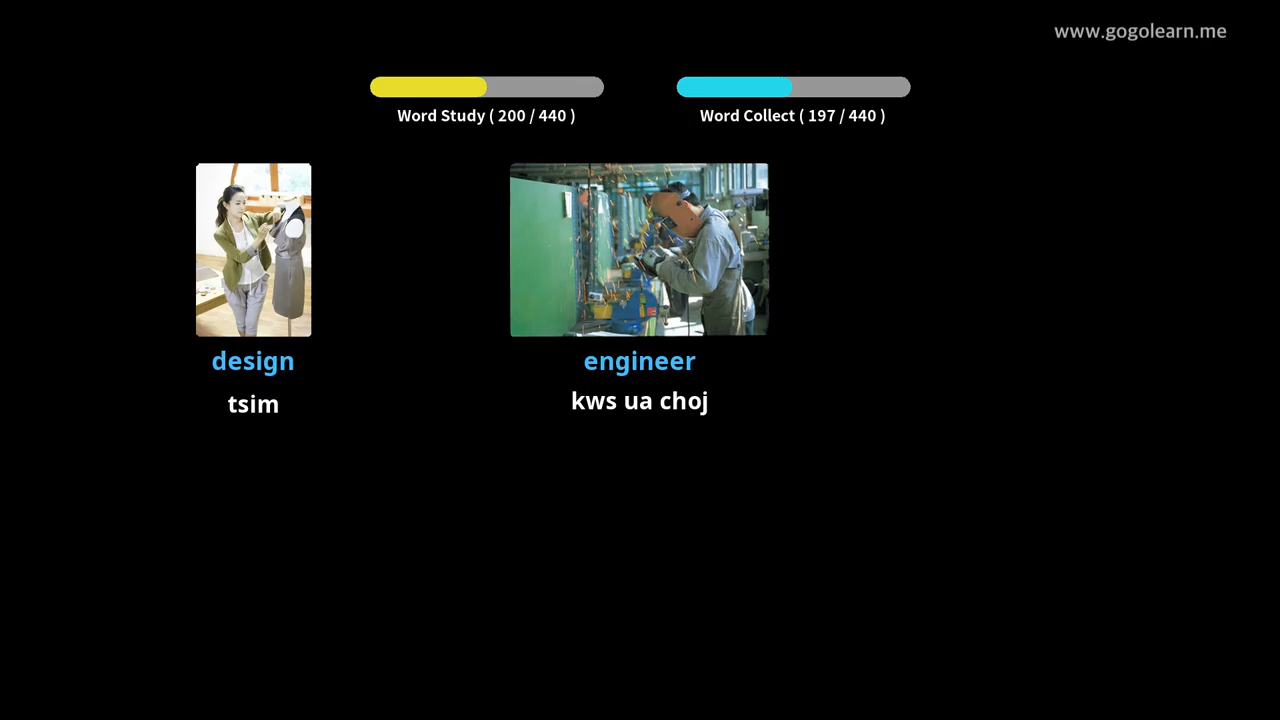 www.gogolearn.me
Word Study ( 200 / 440 )
Word Collect ( 197 / 440 )
design
tsim
engineer
kws ua choj